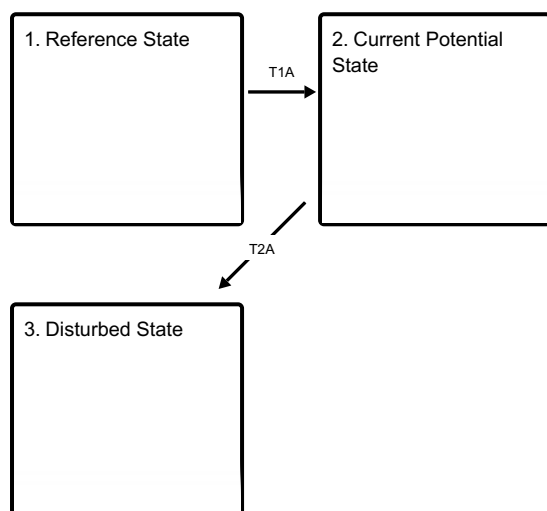 1. Reference State
2. Current Potential
State
T1A
T2A
3. Disturbed State